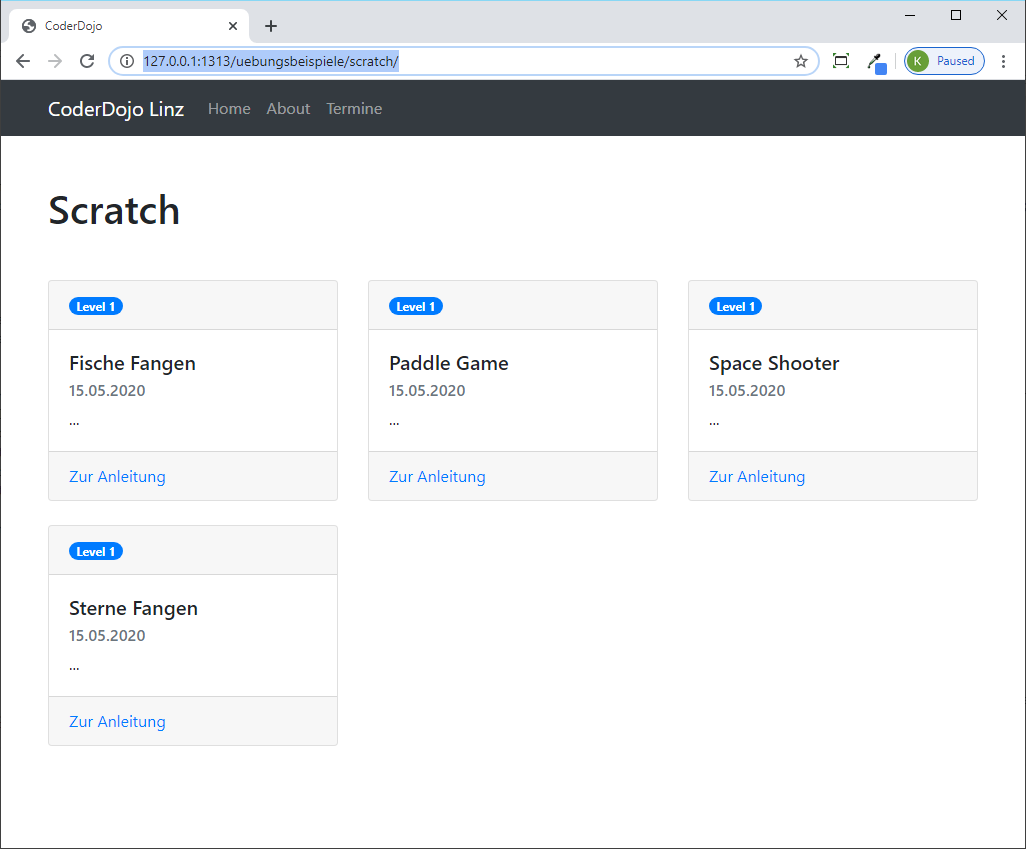 CoderDojo
127.0.0.1:1313/uebungsbeispiele/scratch/
K Paused
CoderDojo Linz Home About Termine
Scratch
Level 1
Fische Fangen
15.05.2020
...
Zur Anleitung
Level 1
Paddle Game
15.05.2020
...
Zur Anleitung
Level 1
Space Shooter
15.05.2020
...
Zur Anleitung
Level 1
Sterne Fangen
15.05.2020
...
Zur Anleitung